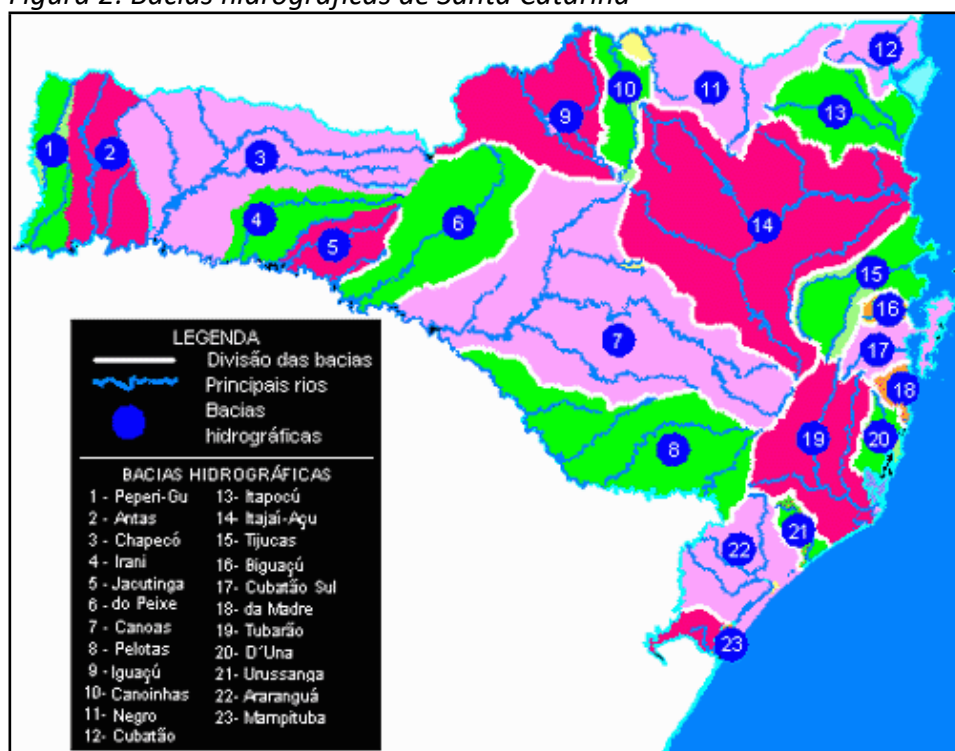 Figura 2: Bacias hidrográficas de Santa Catarina
1
2
3
4
5
6
7
8
9
10
11
12
13
14
15
16
17
18
19
20
21
22
23
LEGENDA
Divisão das bacias
Principais rios
Bacias
hidrográficas
BACIAS HIDROGRÁFICAS
1 - Peperi-Gu
2 - Antas
3 - Chapecó
4 - Irani
5 - Jacutinga
6 - do Peixe
7 - Canoas
8 - Pelotas
9 - Iguaçú
10- Canoinhas
11- Negro
12- Cubatão
13- Itapocú
14- Itajaí-Açu
15- Tijucas
16- Biguaçú
17- Cubatão Sul
18- da Madre
19- Tubarão
20- D'Una
21- Urussanga
22- Araranguá
23- Mampituba